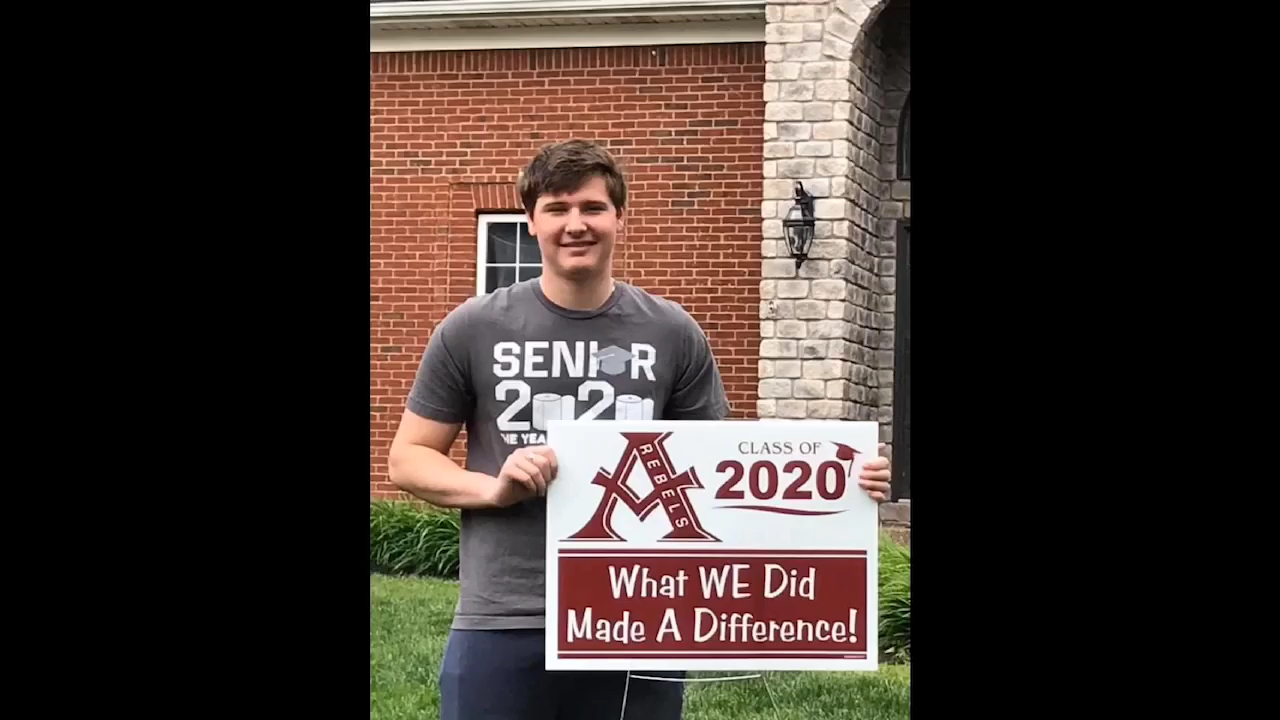 SENIOR
2020
CLASS OF
2020
A
REBELS
What WE Did
Made A Difference!